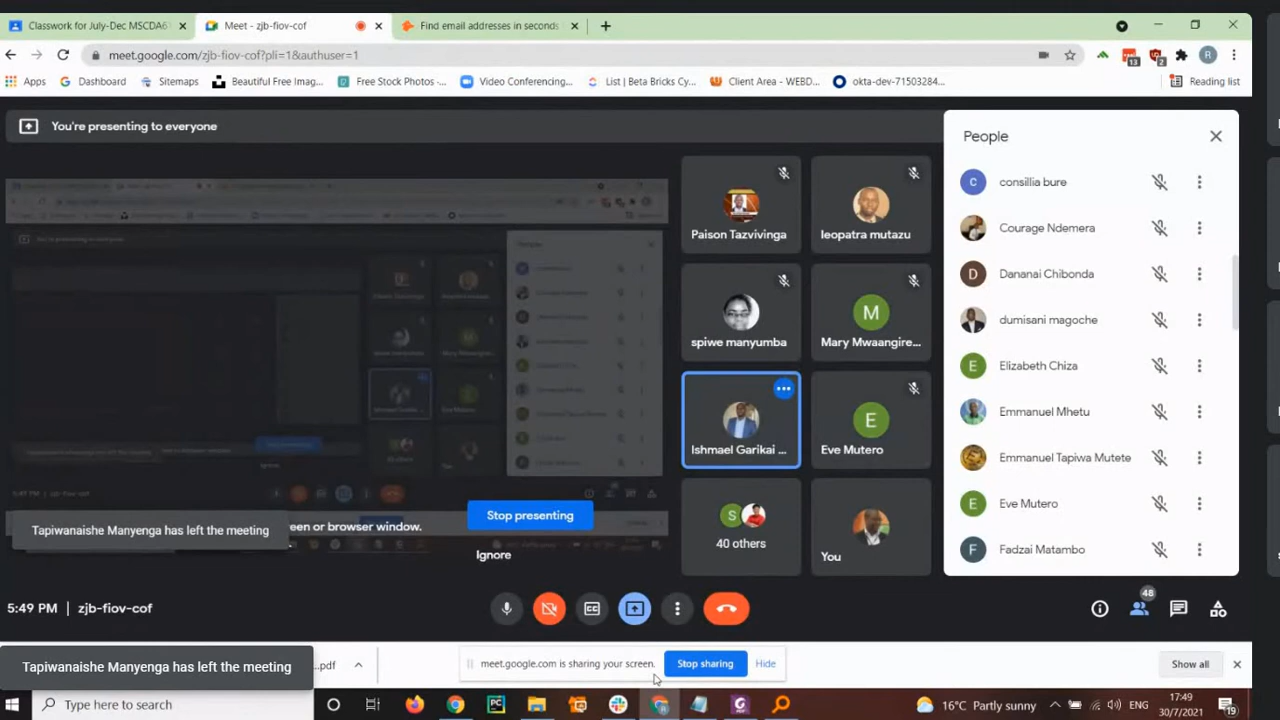 Classwork for July-Dec MSCDA6
Meet - zjb-fiov-cof
Find email addresses in seconds
meet.google.com/zjb-fiov-cof?pli=1&authuser=1
13
2
R
Apps
Dashboard
Sitemaps
Beautiful Free Imag...
Free Stock Photos -...
Video Conferencing...
List | Beta Bricks Cy...
Client Area - WEBD...
okta-dev-71503284...
Reading list
You're presenting to everyone
People
Paison Tazvivinga
leopatra mutazu
spiwe manyumba
M
Mary Mwaangire...
Ishmael Garikai ...
E
Eve Mutero
S
40 others
You
c
consillia bure
Courage Ndemera
D
Dananai Chibonda
dumisani magoche
E
Elizabeth Chiza
Emmanuel Mhetu
Emmanuel Tapiwa Mutete
E
Eve Mutero
F
Fadzai Matambo
Tapiwanaishe Manyenga has left the meeting
reen or browser window.
Stop presenting
Ignore
5:49 PM | zjb-fiov-cof
48
Tapiwanaishe Manyenga has left the meeting
.pdf
meet.google.com is sharing your screen.
Stop sharing
Hide
Show all
Type here to search
16°C Partly sunny
17:49
30/7/2021
19